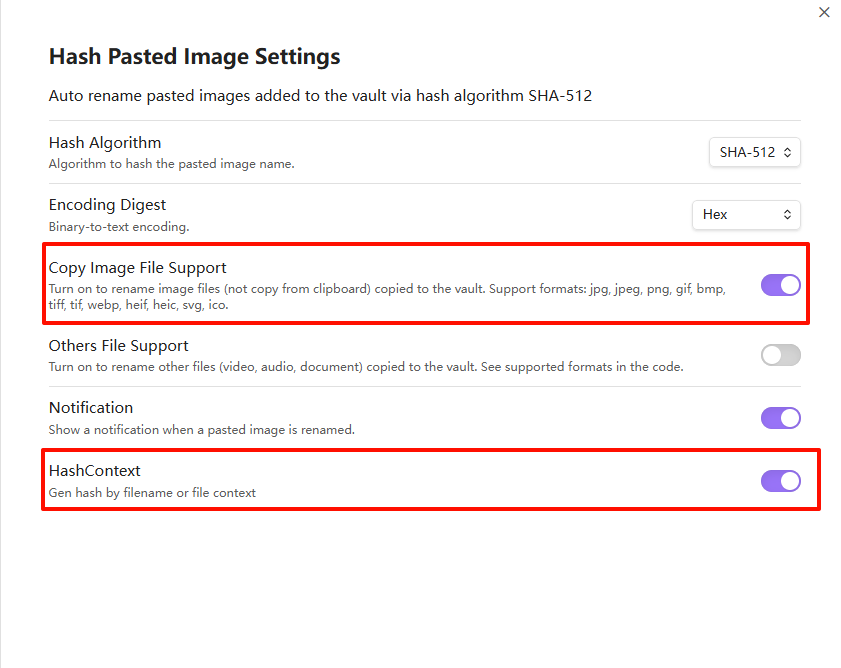 Hash Pasted Image Settings
Auto rename pasted images added to the vault via hash algorithm SHA-512
Hash Algorithm
Algorithm to hash the pasted image name.
SHA-512
Encoding Digest
Binary-to-text encoding.
Hex
Copy Image File Support
Turn on to rename image files (not copy from clipboard) copied to the vault. Support formats: jpg, jpeg, png, gif, bmp,
tiff, tif, webp, heif, heic, svg, ico.
Others File Support
Turn on to rename other files (video, audio, document) copied to the vault. See supported formats in the code.
Notification
Show a notification when a pasted image is renamed.
HashContext
Gen hash by filename or file context